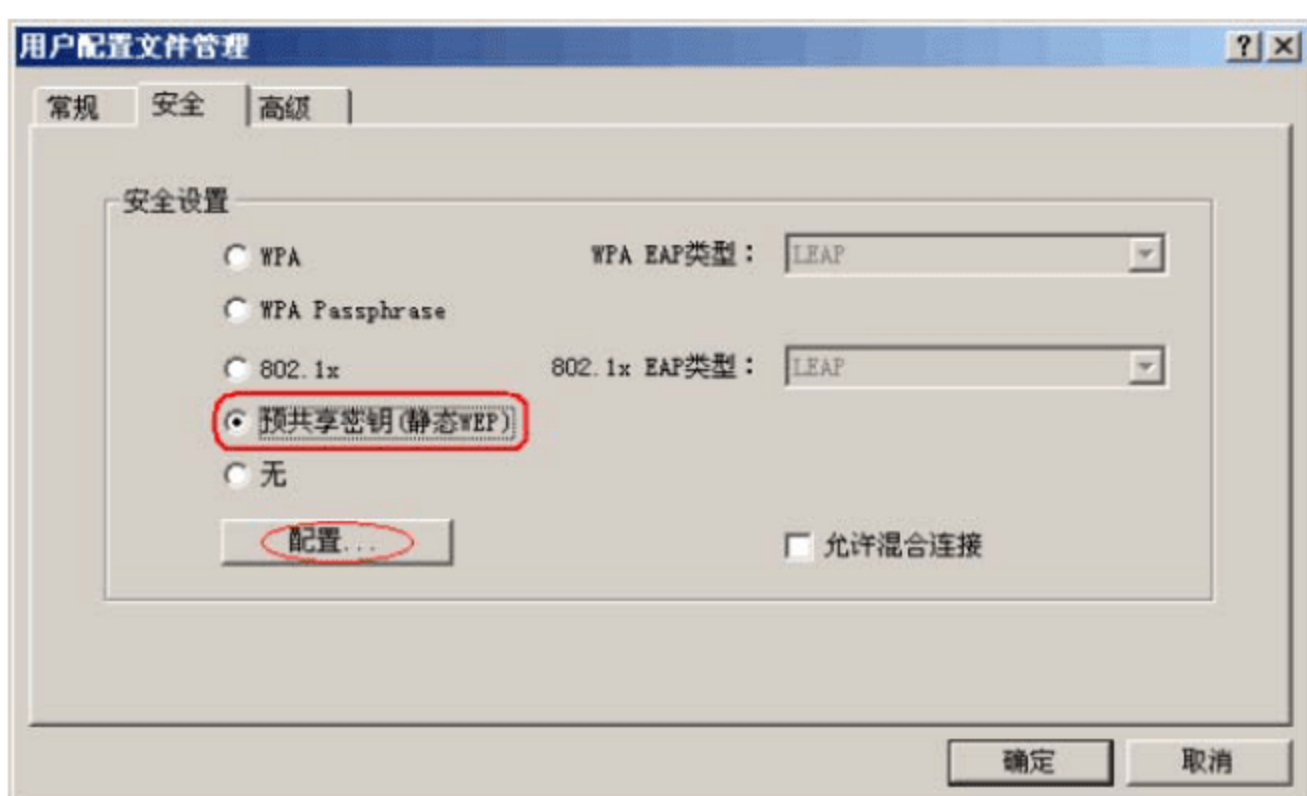 用户配置文件管理
常规 安全 高级
安全设置
WPA WPA EAP类型： LEAP
WPA Passphrase
802.1x 802.1x EAP类型： LEAP
预共享密钥(静态WEP)
无
配置... 允许混合连接
确定 取消